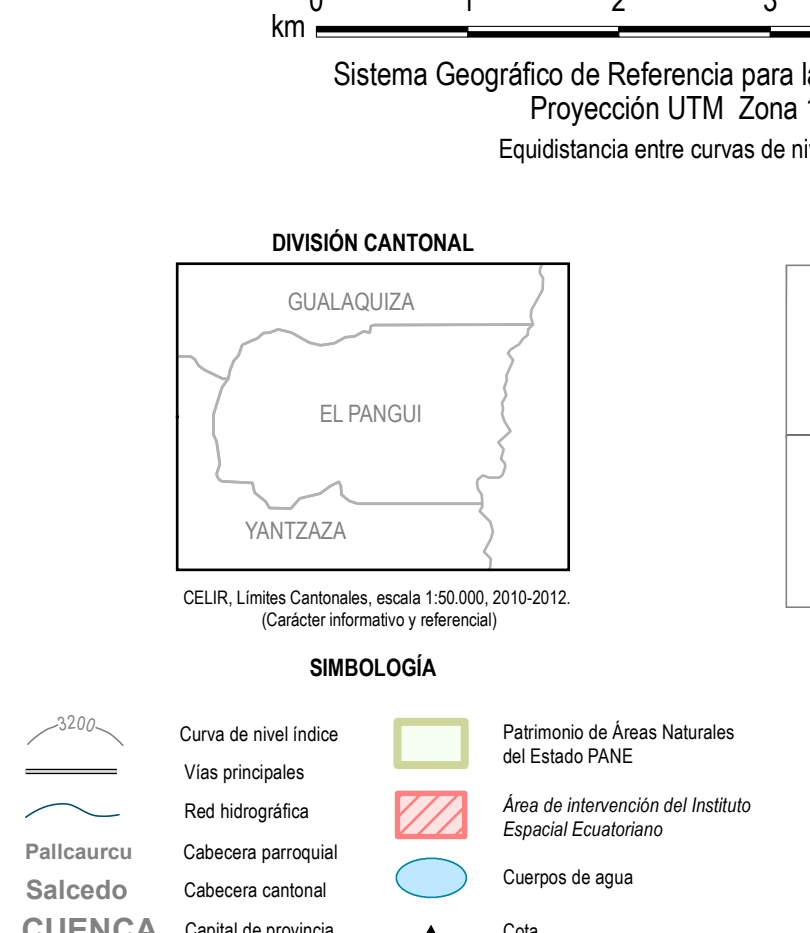 0 1 2 3
km
Sistema Geográfico de Referencia para
Proyección UTM Zona
Equidistancia entre curvas de
DIVISIÓN CANTONAL
GUALAQUIZA
EL PANGUI
YANTZAZA
CELIR, Límites Cantonales, escala 1:50.000, 2010-2012.
(Carácter informativo y referencial)
SIMBOLOGÍA
3200
Curva de nivel índice
Vías principales
Red hidrográfica
Pallcaurcu Cabecera parroquial
Salcedo Cabecera cantonal
CUENCA Capital de provincia
Patrimonio de Áreas Naturales
del Estado PANE
Área de intervención del Instituto
Espacial Ecuatoriano
Cuerpos de agua
Cota